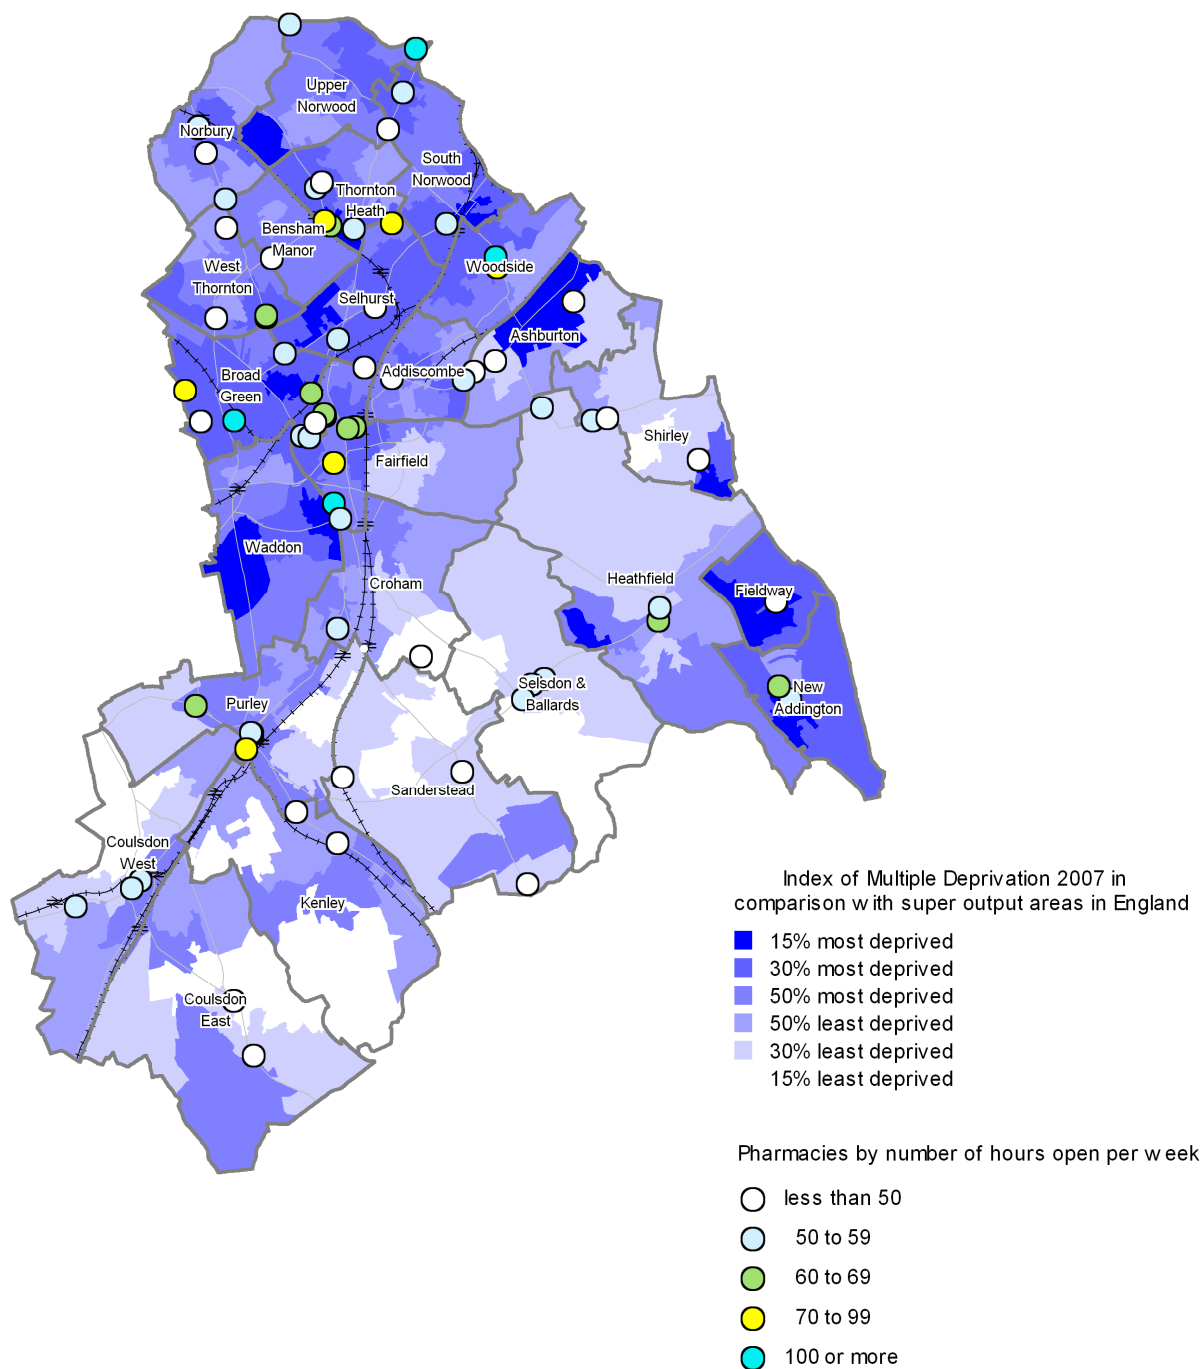 Upper
Norwood
Norbury
South
Norwood
Thornton
Heath
Bensham
Manor
West
Thornton
Woodside
Selhurst
Ashburton
Broad
Green
Addiscombe
Shirley
Fairfield
Waddon
Croham
Heathfield
Fieldway
Selsdon &
Ballards
New
Addington
Purley
Sanderstead
Coulsdon
West
Kenley
Coulsdon
East
Index of Multiple Deprivation 2007 in
comparison with super output areas in England
15% most deprived
30% most deprived
50% most deprived
50% least deprived
30% least deprived
15% least deprived
Pharmacies by number of hours open per week
less than 50
50 to 59
60 to 69
70 to 99
100 or more